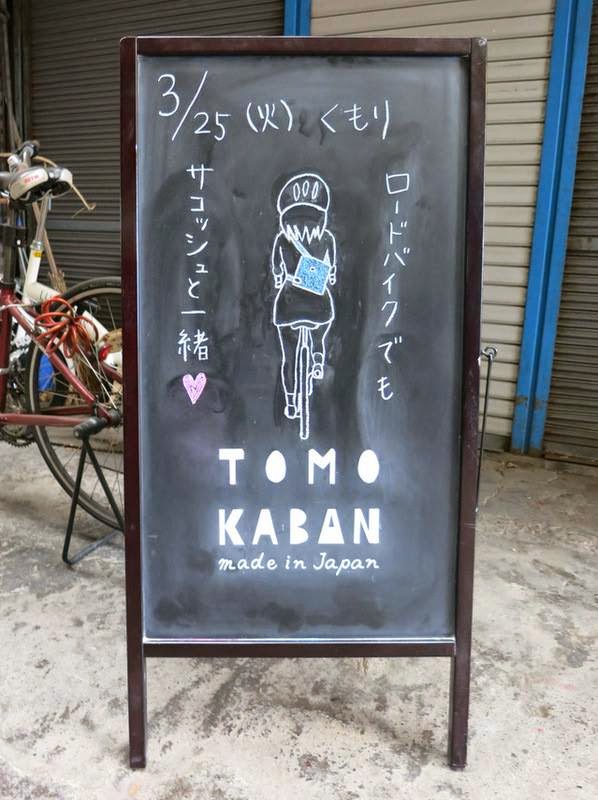 3/25 (火) くもり
ロードバイクでも
サコッシュと一緒♡
TOMO
KABAN
made in Japan